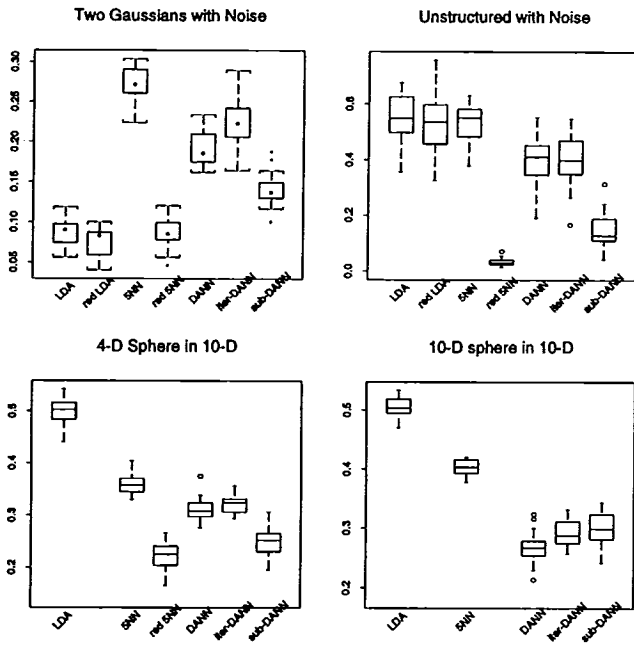 Two Gaussians with Noise
0.30
0.25
0.20
0.15
0.10
0.05
LDA
red LDA
5NN
red 5NN
DANN
iter-DANN
sub-DANN
Unstructured with Noise
0.6
0.4
0.2
0.0
LDA
red LDA
5NN
red 5NN
DANN
iter-DANN
sub-DANN
4-D Sphere in 10-D
0.5
0.4
0.3
0.2
LDA
5NN
red 5NN
DANN
iter-DANN
sub-DANN
10-D sphere in 10-D
0.5
0.4
0.3
0.2
LDA
5NN
DANN
iter-DANN
sub-DANN